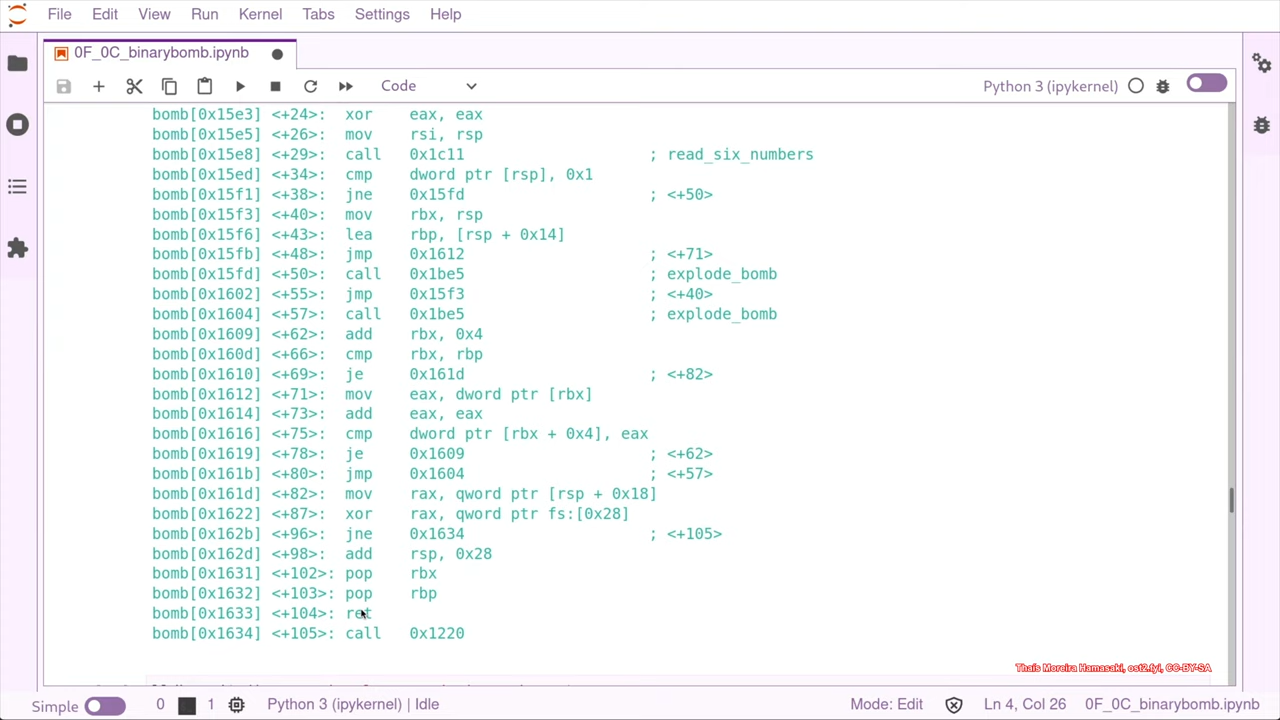 File Edit View Run Kernel Tabs Settings Help
0F_0C_binarybomb.ipynb
Code
Python 3 (ipykernel)
bomb[0x15e3] <+24>: xor eax, eax
bomb[0x15e5] <+26>: mov rsi, rsp
bomb[0x15e8] <+29>: call 0x1c11 ; read_six_numbers
bomb[0x15ed] <+34>: cmp dword ptr [rsp], 0x1
bomb[0x15f1] <+38>: jne 0x15fd ; <+50>
bomb[0x15f3] <+40>: mov rbx, rsp
bomb[0x15f6] <+43>: lea rbp, [rsp + 0x14]
bomb[0x15fb] <+48>: jmp 0x1612 ; <+71>
bomb[0x15fd] <+50>: call 0x1be5 ; explode_bomb
bomb[0x1602] <+55>: jmp 0x15f3 ; <+40>
bomb[0x1604] <+57>: call 0x1be5 ; explode_bomb
bomb[0x1609] <+62>: add rbx, 0x4
bomb[0x160d] <+66>: cmp rbx, rbp
bomb[0x1610] <+69>: je 0x161d ; <+82>
bomb[0x1612] <+71>: mov eax, dword ptr [rbx]
bomb[0x1614] <+73>: add eax, eax
bomb[0x1616] <+75>: cmp dword ptr [rbx + 0x4], eax
bomb[0x1619] <+78>: je 0x1609 ; <+62>
bomb[0x161b] <+80>: jmp 0x1604 ; <+57>
bomb[0x161d] <+82>: mov rax, qword ptr [rsp + 0x18]
bomb[0x1622] <+87>: xor rax, qword ptr fs:[0x28]
bomb[0x162b] <+96>: jne 0x1634 ; <+105>
bomb[0x162d] <+98>: add rsp, 0x28
bomb[0x1631] <+102>: pop rbx
bomb[0x1632] <+103>: pop rbp
bomb[0x1633] <+104>: ret
bomb[0x1634] <+105>: call 0x1220
Thais Moreira Hamasaki, ost2.fyi, CC-BY-SA
Simple 0 1 Python 3 (ipykernel) | Idle Mode: Edit Ln 4, Col 26 0F_0C_binarybomb.ipynb